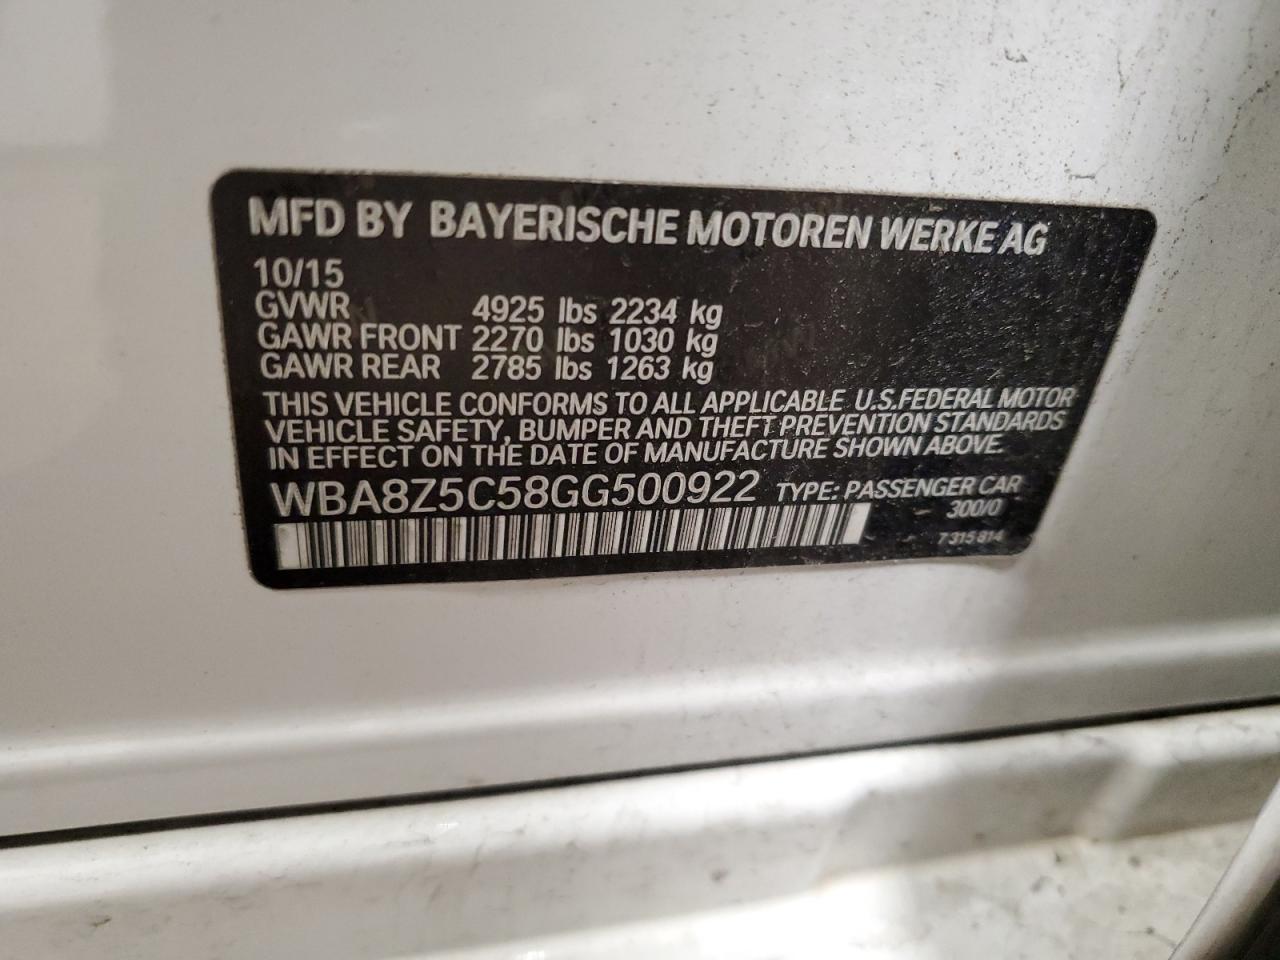 MFD BY BAYERISCHE MOTOREN WERKE AG
10/15
GVWR 4925 lbs 2234 kg
GAWR FRONT 2270 lbs 1030 kg
GAWR REAR 2785 lbs 1263 kg
THIS VEHICLE CONFORMS TO ALL APPLICABLE U.S.FEDERAL MOTOR
VEHICLE SAFETY, BUMPER AND THEFT PREVENTION STANDARDS
IN EFFECT ON THE DATE OF MANUFACTURE SHOWN ABOVE.
WBA8Z5C58GG500922 TYPE: PASSENGER CAR
300/0
7 315 814